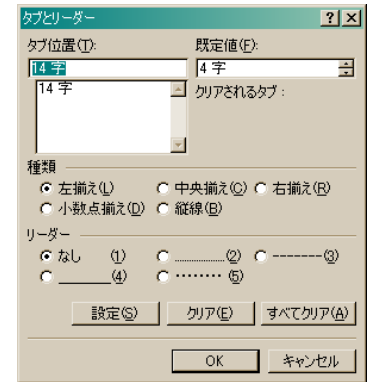 タブとリーダー
タブ位置(T): 既定値(F):
14 字 4 字
14 字 クリアされるタブ :
種類
左揃え(L) 中央揃え(C) 右揃え(R)
小数点揃え(D) 縦線(B)
リーダー
なし (1) ..............(2) -------(3)
______(4) ········ (5)
設定(S) クリア(E) すべてクリア(A)
OK キャンセル